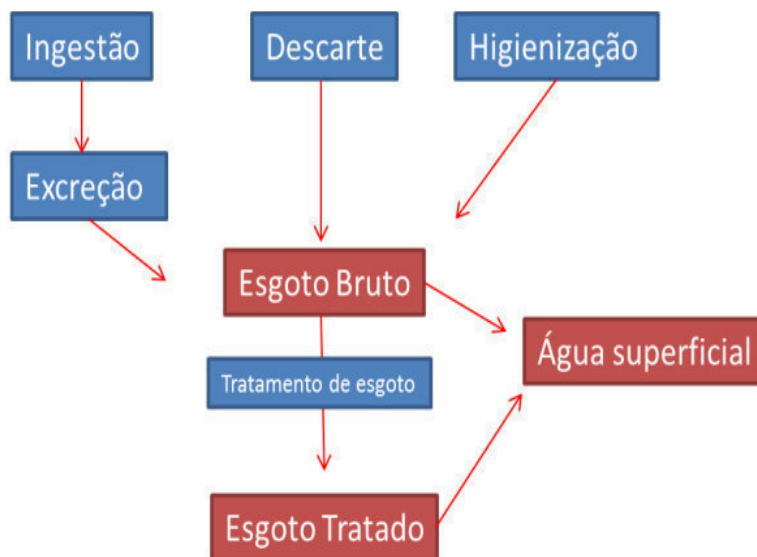 Ingestão
Descarte
Higienização
Excreção
Esgoto Bruto
Água superficial
Tratamento de esgoto
Esgoto Tratado